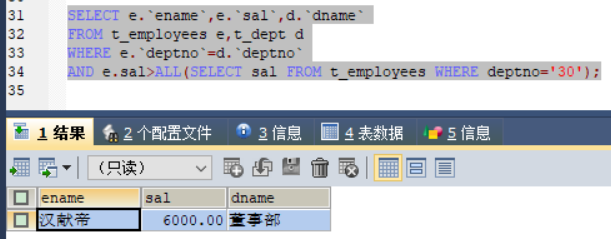 31 SELECT e.`ename`,e.`sal`,d.`dname`
32 FROM t_employees e,t_dept d
33 WHERE e.`deptno`=d.`deptno`
34 AND e.sal>ALL(SELECT sal FROM t_employees WHERE deptno='30');
35
1 结果 2 个配置文件 3 信息 4 表数据 5 信息
(只读)
ename sal dname
汉献帝 6000.00 董事部